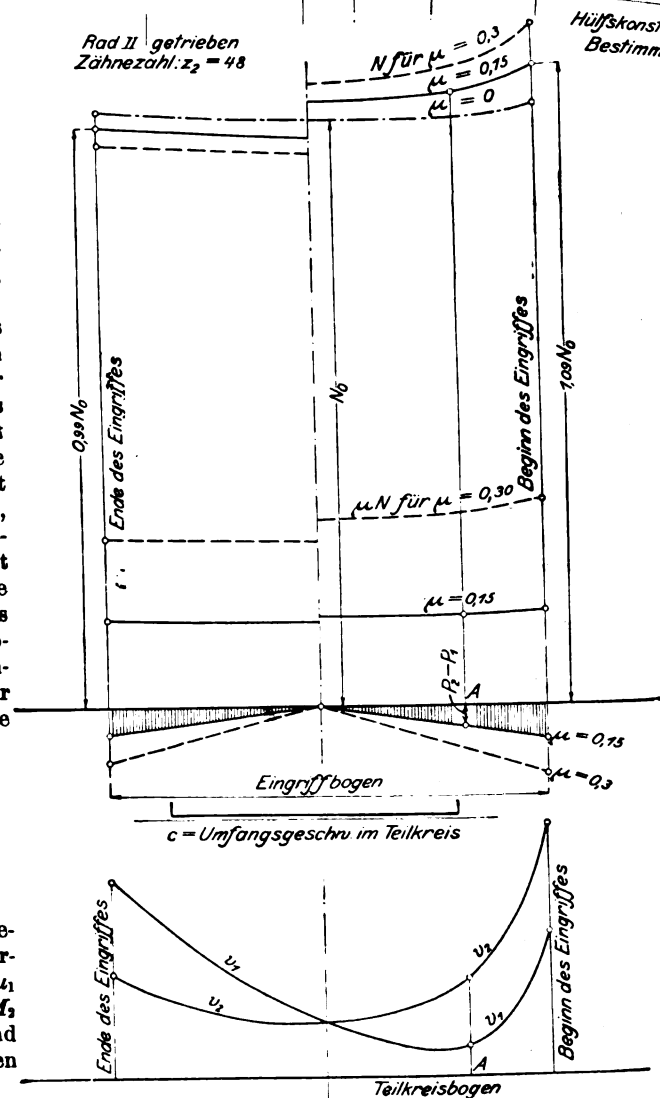 Rad II getrieben
Zähnezahl: z₂ = 48
Hülfskonst
Bestimm
N für μ = 0,3
μ = 0,15
μ = 0
0,99 N₀
N₀
1,09 N₀
Ende des Eingriffes
Beginn des Eingriffes
μN für μ = 0,30
μ = 0,15
P₂-P₁
A
μ = 0,15
μ = 0,3
Eingriffbogen
c = Umfangsgeschw. im Teilkreis
Ende des Eingriffes
v₁
v₂
v₂
v₁
Beginn des Eingriffes
A
Teilkreisbogen
t
e
s
-
r
e
e-
r-
nd
en